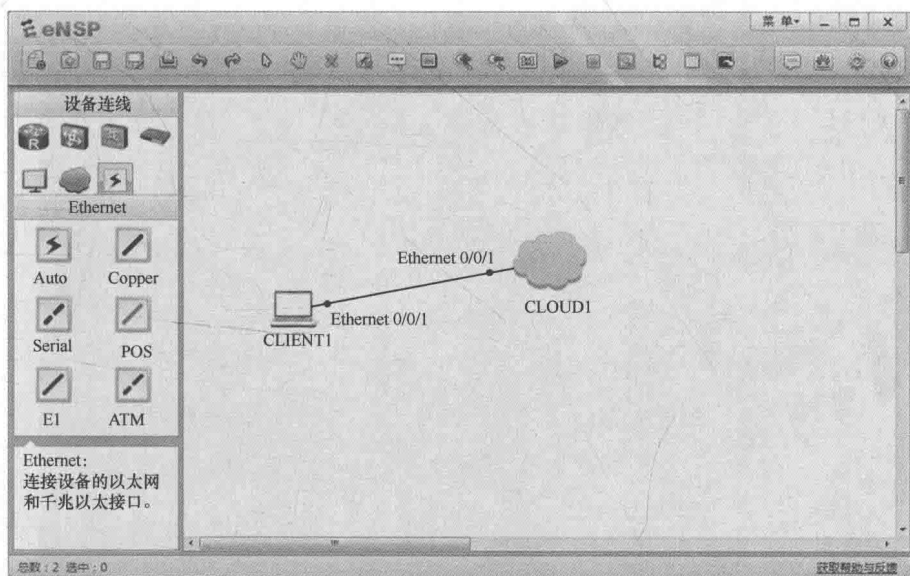 eNSP
菜 单
设备连线
Ethernet
Auto
Copper
Serial
POS
E1
ATM
Ethernet:
连接设备的以太网
和千兆以太接口。
Ethernet 0/0/1
CLOUD1
Ethernet 0/0/1
CLIENT1
总数：2 选中：0
获取帮助与反馈